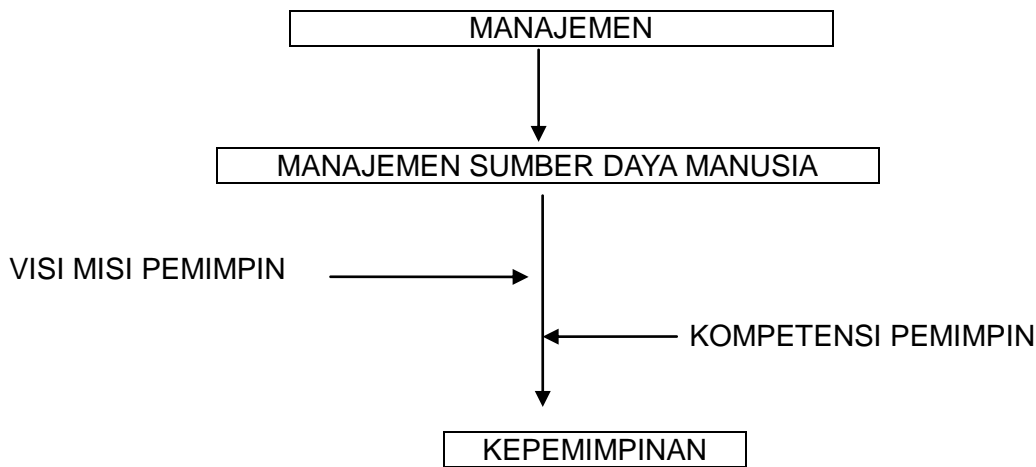 MANAJEMEN
MANAJEMEN SUMBER DAYA MANUSIA
VISI MISI PEMIMPIN
KOMPETENSI PEMIMPIN
KEPEMIMPINAN